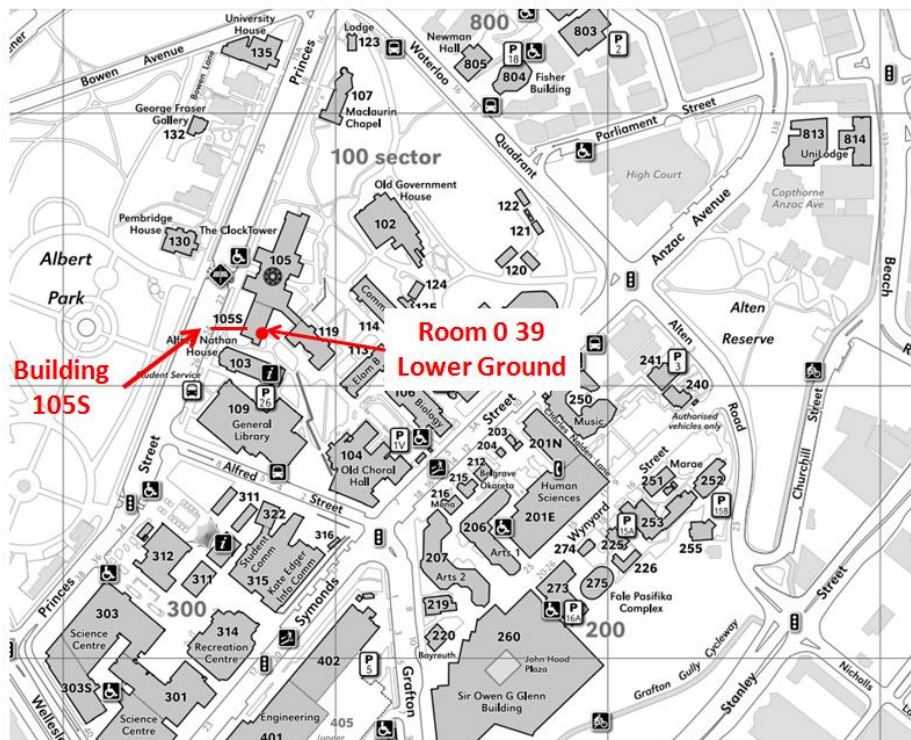 University
House
135
Princes
Lodge
123
800
Newman
Hall
805
P
18
804
Fisher
Building
803
P
2
Bowen Avenue
Bowen Lane
Waterloo
Quadrant
George Fraser
Gallery
132
107
Maclaurin
Chapel
Parliament Street
Beach
813
814
UniLodge
High Court
Copthorne
Anzac Ave
100 sector
Old Government
House
102
122
121
120
Anzac Avenue
Pembridge
House
130
The ClockTower
105
Albert
Park
124
125
114
119
105S
Building
105S
Room 0 39
Lower Ground
Nathan
House
103
Student Service
i
P
26
113
Elam B
106
Biology
109
General
Library
104
Old Choral
Hall
P
1V
Street
Alfred Street
Alten
Reserve
Alten
Road
241
P
3
240
Authorised
vehicles only
250
Music
203
204
201N
Charles Nalden Lane
Human
Sciences
201E
212
Belgrave
Okareta
215
216
Mona
206
Arts 1
207
Arts 2
Wynyard
Street
Marae
251
252
253
P
15A
P
15B
255
225
226
274
273
275
Fale Pasifika
Complex
P
16A
200
219
220
Bayreuth
260
John Hood
Plaza
Sir Owen G Glenn
Building
Churchill Street
Stanley
Street
Grafton Gully Cycleway
Nicholls
Street
Princes
311
322
Student
Comm
316
312
i
311
315
Kate Edger
Info Comm
Symonds
300
303
Science
Centre
314
Recreation
Centre
303S
301
Science
Centre
402
Engineering
401
405
(under
P
5
Grafton